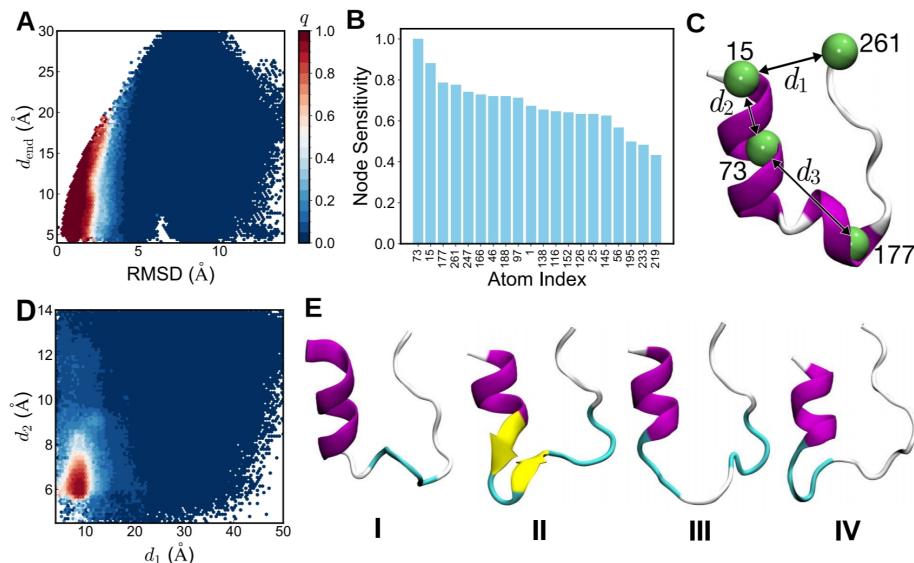 A
30
25
20
15
10
5
d_end (Å)
0
5
10
RMSD (Å)
q
1.0
0.8
0.6
0.4
0.2
0.0
B
1.0
0.8
0.6
0.4
0.2
0.0
Node Sensitivity
73 15 177 261 247 166 46 188 97 1 138 116 152 126 25 145 56 195 233 219
Atom Index
C
15
261
d₁
d₂
73
d₃
177
D
14
12
10
8
6
d₂ (Å)
10 20 30 40 50
d₁ (Å)
E
I
II
III
IV